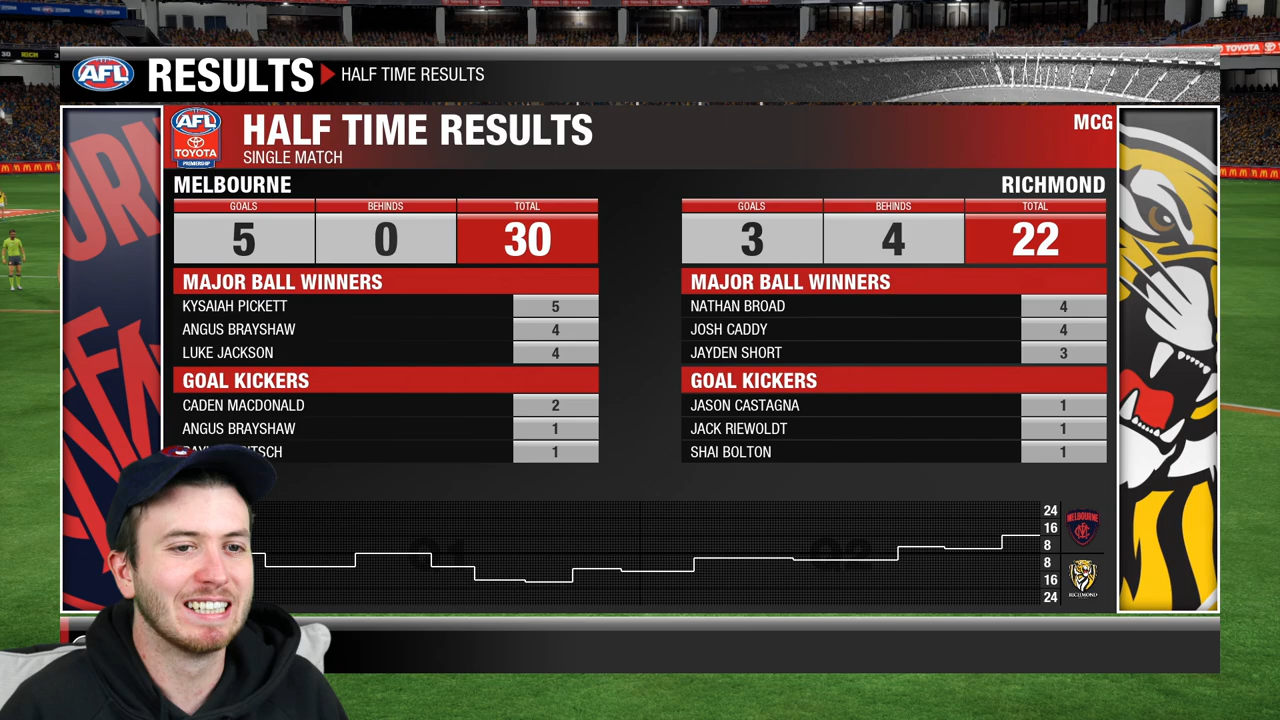 AFL RESULTS HALF TIME RESULTS
AFL
TOYOTA
PREMIERSHIP
HALF TIME RESULTS
SINGLE MATCH
MCG
MELBOURNE
GOALS BEHINDS TOTAL
5 0 30
MAJOR BALL WINNERS
KYSAIAH PICKETT 5
ANGUS BRAYSHAW 4
LUKE JACKSON 4
GOAL KICKERS
CADEN MACDONALD 2
ANGUS BRAYSHAW 1
1
RICHMOND
GOALS BEHINDS TOTAL
3 4 22
MAJOR BALL WINNERS
NATHAN BROAD 4
JOSH CADDY 4
JAYDEN SHORT 3
GOAL KICKERS
JASON CASTAGNA 1
JACK RIEWOLDT 1
SHAI BOLTON 1
24
16
8
8
16
24
MELBOURNE
RICHMOND
TOYOTA